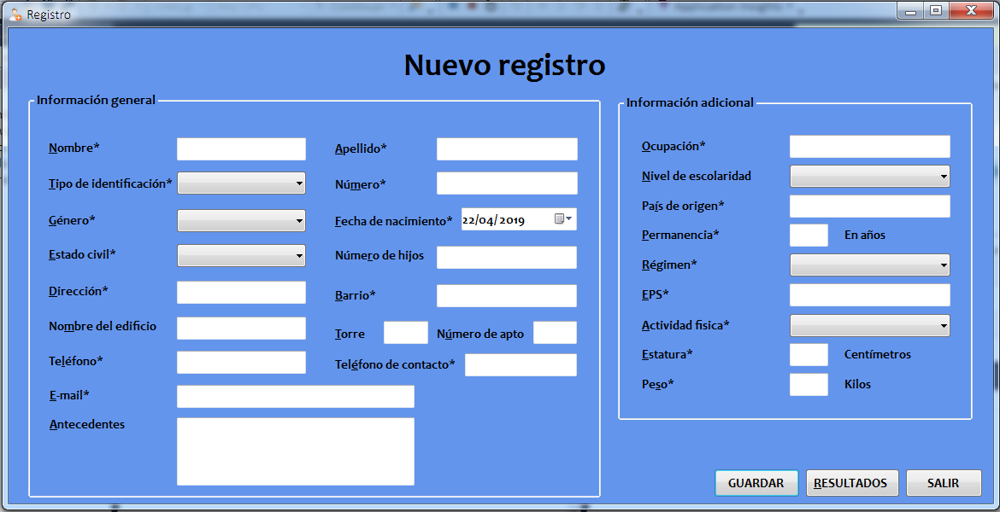 Registro
Nuevo registro
Información general
Nombre*
Apellido*
Tipo de identificación*
Número*
Género*
Fecha de nacimiento* 22/04/2019
Estado civil*
Número de hijos
Dirección*
Barrio*
Nombre del edificio
Torre
Número de apto
Teléfono*
Teléfono de contacto*
E-mail*
Antecedentes
Información adicional
Ocupación*
Nivel de escolaridad
País de origen*
Permanencia* En años
Régimen*
EPS*
Actividad fisica*
Estatura* Centímetros
Peso* Kilos
GUARDAR
RESULTADOS
SALIR